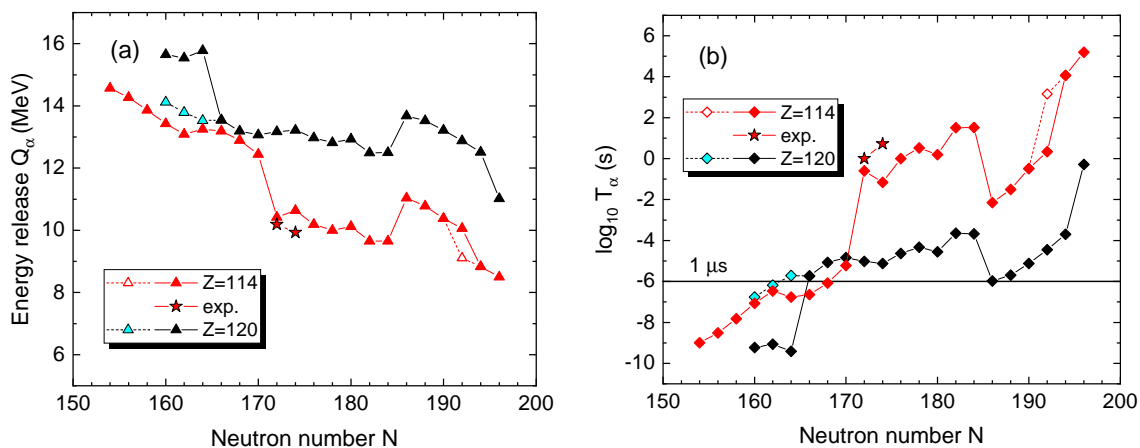 (a)
Energy release Qα (MeV)
16
14
12
10
8
6
Z=114
exp.
Z=120
150 160 170 180 190 200
Neutron number N
(b)
log10 Tα (s)
6
4
2
0
-2
-4
-6
-8
-10
Z=114
exp.
Z=120
1 μs
150 160 170 180 190 200
Neutron number N